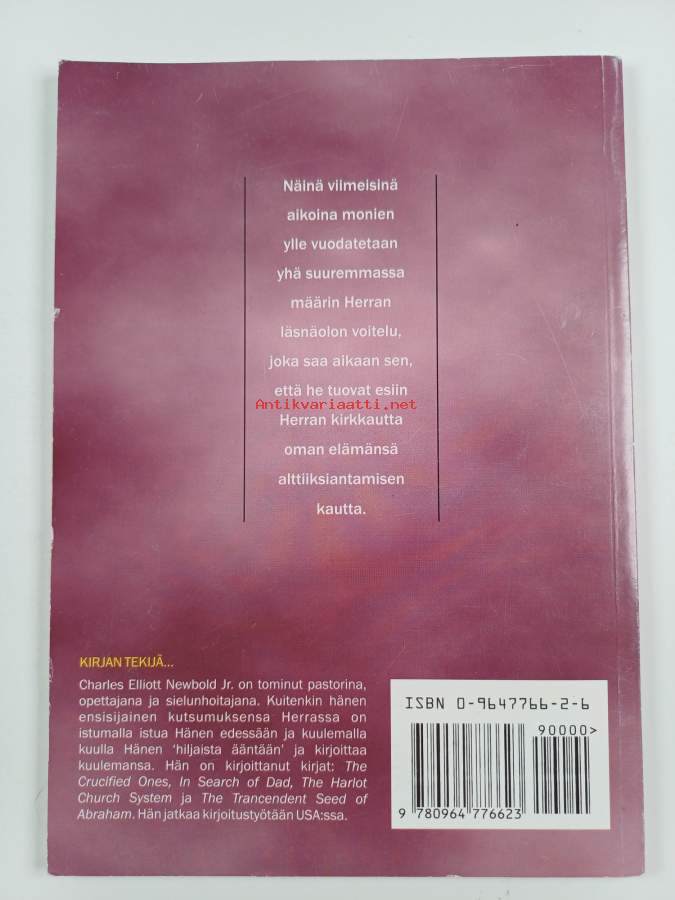 Näinä viimeisinä
aikoina monien
ylle vuodatetaan
yhä suuremmassa
määrin Herran
läsnäolon voitelu,
joka saa aikaan sen,
että he tuovat esiin
Antikvariaatti.net
Herran kirkkautta
oman elämänsä
alttiiksiantamisen
kautta.
KIRJAN TEKIJÄ...
Charles Elliott Newbold Jr. on tominut pastorina,
opettajana ja sielunhoitajana. Kuitenkin hänen
ensisijainen kutsumuksensa Herrassa on
istumalla istua Hänen edessään ja kuulemalla
kuulla Hänen ‘hiljaista ääntään’ ja kirjoittaa
kuulemansa. Hän on kirjoittanut kirjat: The
Crucified Ones, In Search of Dad, The Harlot
Church System ja The Trancendent Seed of
Abraham. Hän jatkaa kirjoitustyötään USA:ssa.
ISBN 0-9647766-2-6
90000>
9 780964 776623